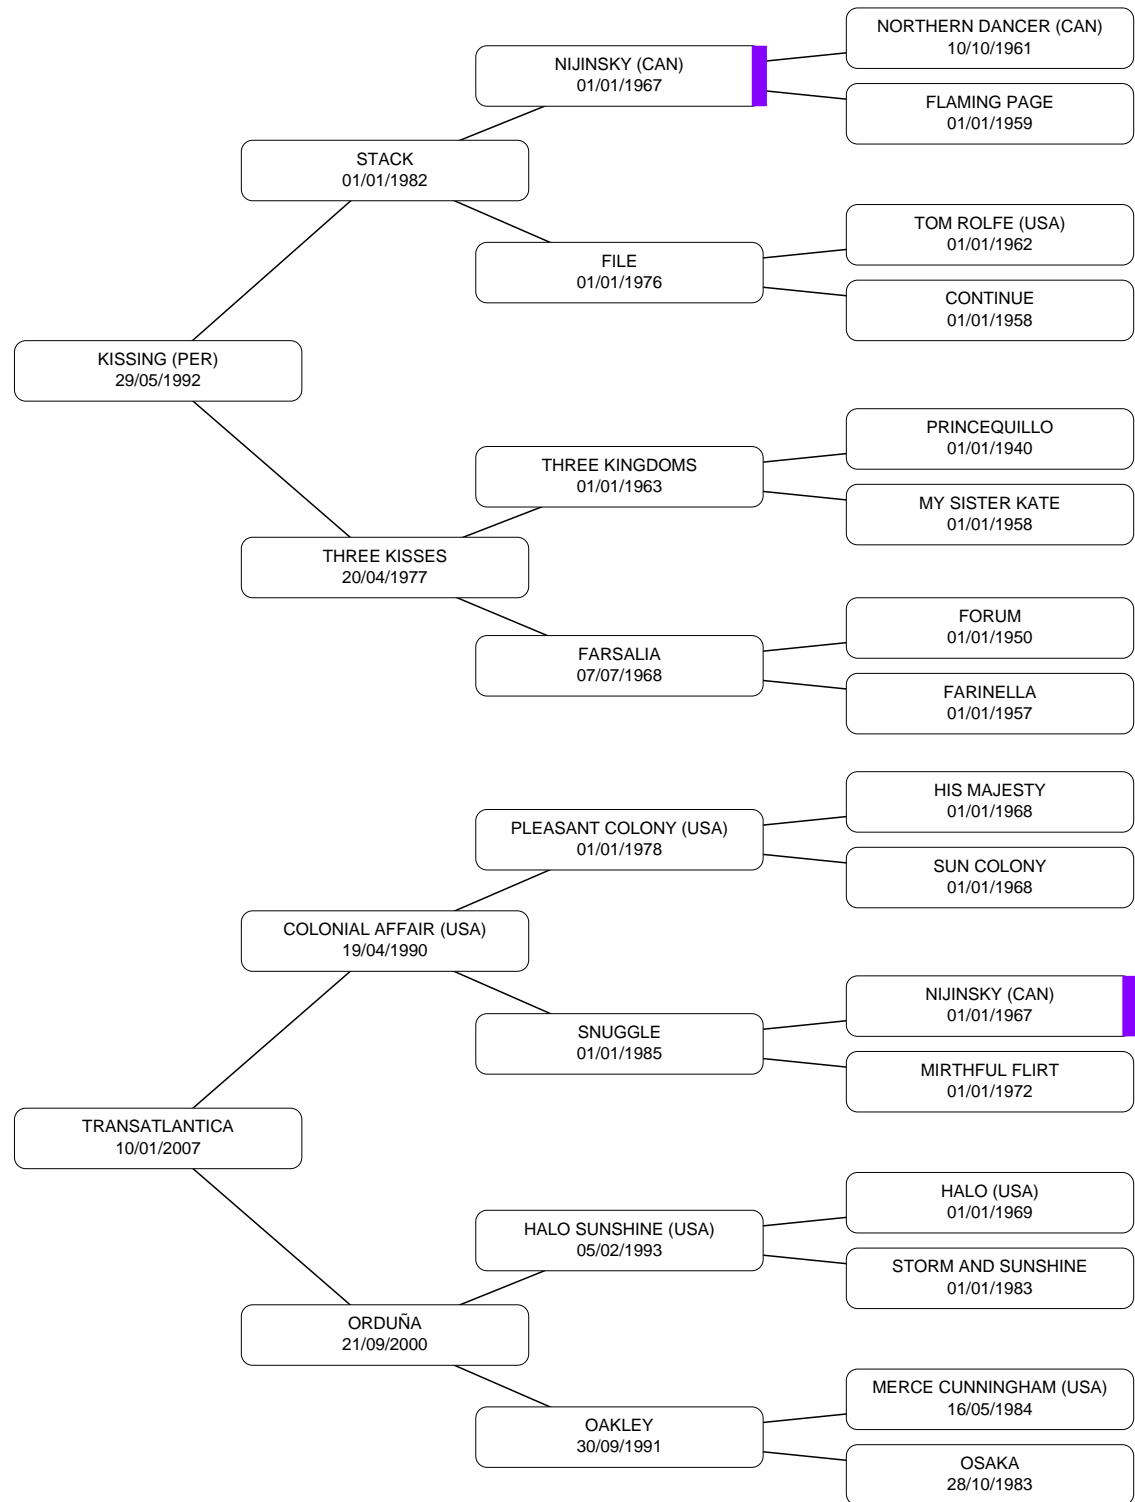 NORTHERN DANCER (CAN)
10/10/1961
NIJINSKY (CAN)
01/01/1967
FLAMING PAGE
01/01/1959
STACK
01/01/1982
TOM ROLFE (USA)
01/01/1962
FILE
01/01/1976
CONTINUE
01/01/1958
KISSING (PER)
29/05/1992
PRINCEQUILLO
01/01/1940
THREE KINGDOMS
01/01/1963
MY SISTER KATE
01/01/1958
THREE KISSES
20/04/1977
FORUM
01/01/1950
FARSALIA
07/07/1968
FARINELLA
01/01/1957
HIS MAJESTY
01/01/1968
PLEASANT COLONY (USA)
01/01/1978
SUN COLONY
01/01/1968
COLONIAL AFFAIR (USA)
19/04/1990
NIJINSKY (CAN)
01/01/1967
SNUGGLE
01/01/1985
MIRTHFUL FLIRT
01/01/1972
TRANSATLANTICA
10/01/2007
HALO (USA)
01/01/1969
HALO SUNSHINE (USA)
05/02/1993
STORM AND SUNSHINE
01/01/1983
ORDUÑA
21/09/2000
MERCE CUNNINGHAM (USA)
16/05/1984
OAKLEY
30/09/1991
OSAKA
28/10/1983